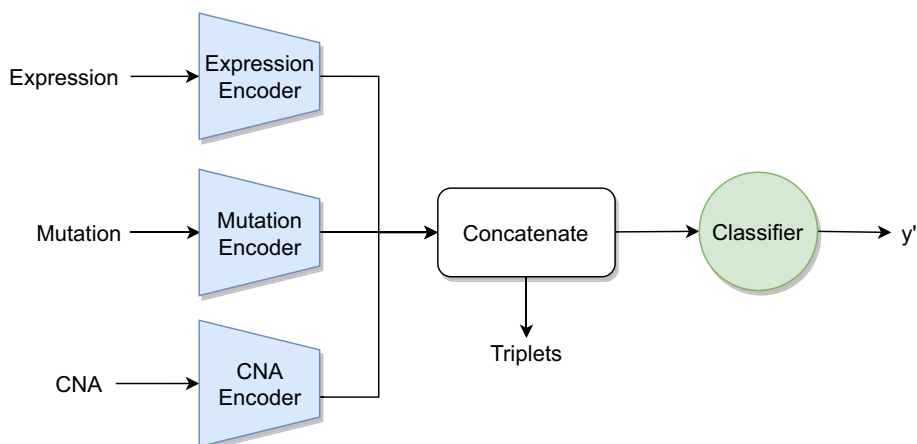 Expression
Expression
Encoder
Mutation
Mutation
Encoder
CNA
CNA
Encoder
Concatenate
Triplets
Classifier
y'